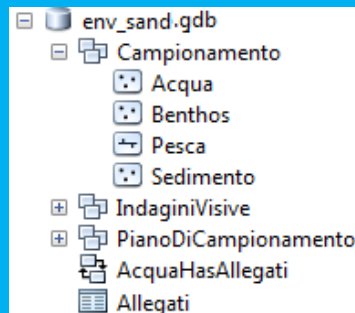 env_sand.gdb
Campionamento
Acqua
Benthos
Pesca
Sedimento
IndaginiVisive
PianoDiCampionamento
AcquaHasAllegati
Allegati